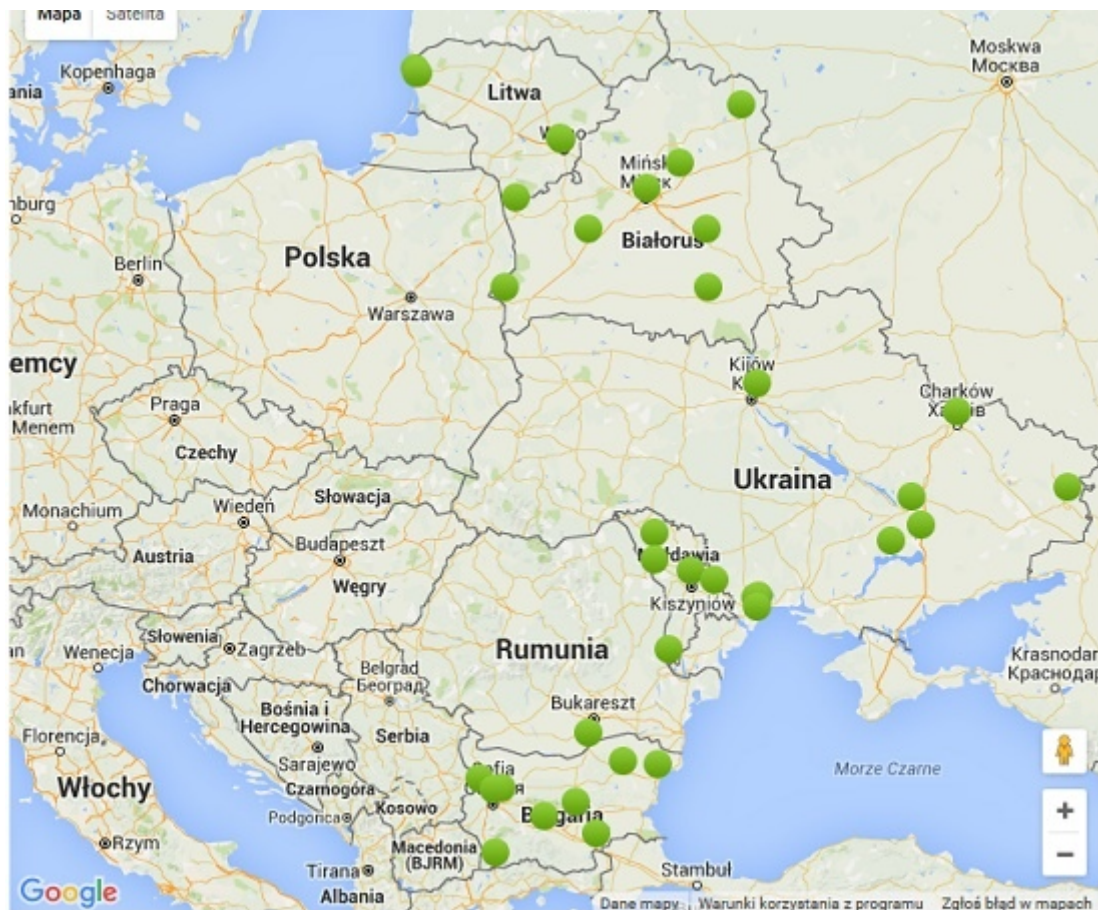 Mapa
Satelita
Moskwa
Москва
Kopenhaga
Litwa
Mińsk
Białoruś
Berlin
Polska
Warszawa
Kijów
Charków
Praga
Czechy
Ukraina
Słowacja
Monachium
Wiedeń
Austria
Budapeszt
Węgry
Kiszyniów
Słowenia
Zagrzeb
Wenecja
Chorwacja
Rumunia
Belgrad
Београд
Krasnodar
Краснодар
Bośnia i
Hercegowina
Serbia
Bukareszt
Florencja
Sarajewo
Włochy
Czarnogóra
Sofia
Morze Czarne
Podgorica
Kosowo
Rzym
Macedonia
(BJRM)
Tirana
Albania
Stambuł
Google
Dane mapy
Warunki korzystania z programu
Zgłoś błąd w mapach